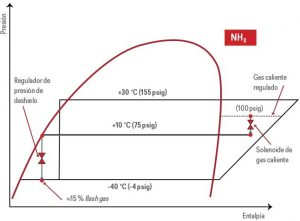 Presión
NH₃
Regulador de
presión de
deshielo
+30 °C (155 psig)
Gas caliente
regulado
(100 psig)
+10 °C (75 psig)
Solenoide de
gas caliente
-40 °C (-4 psig)
≈15 % flash gas
Entalpía